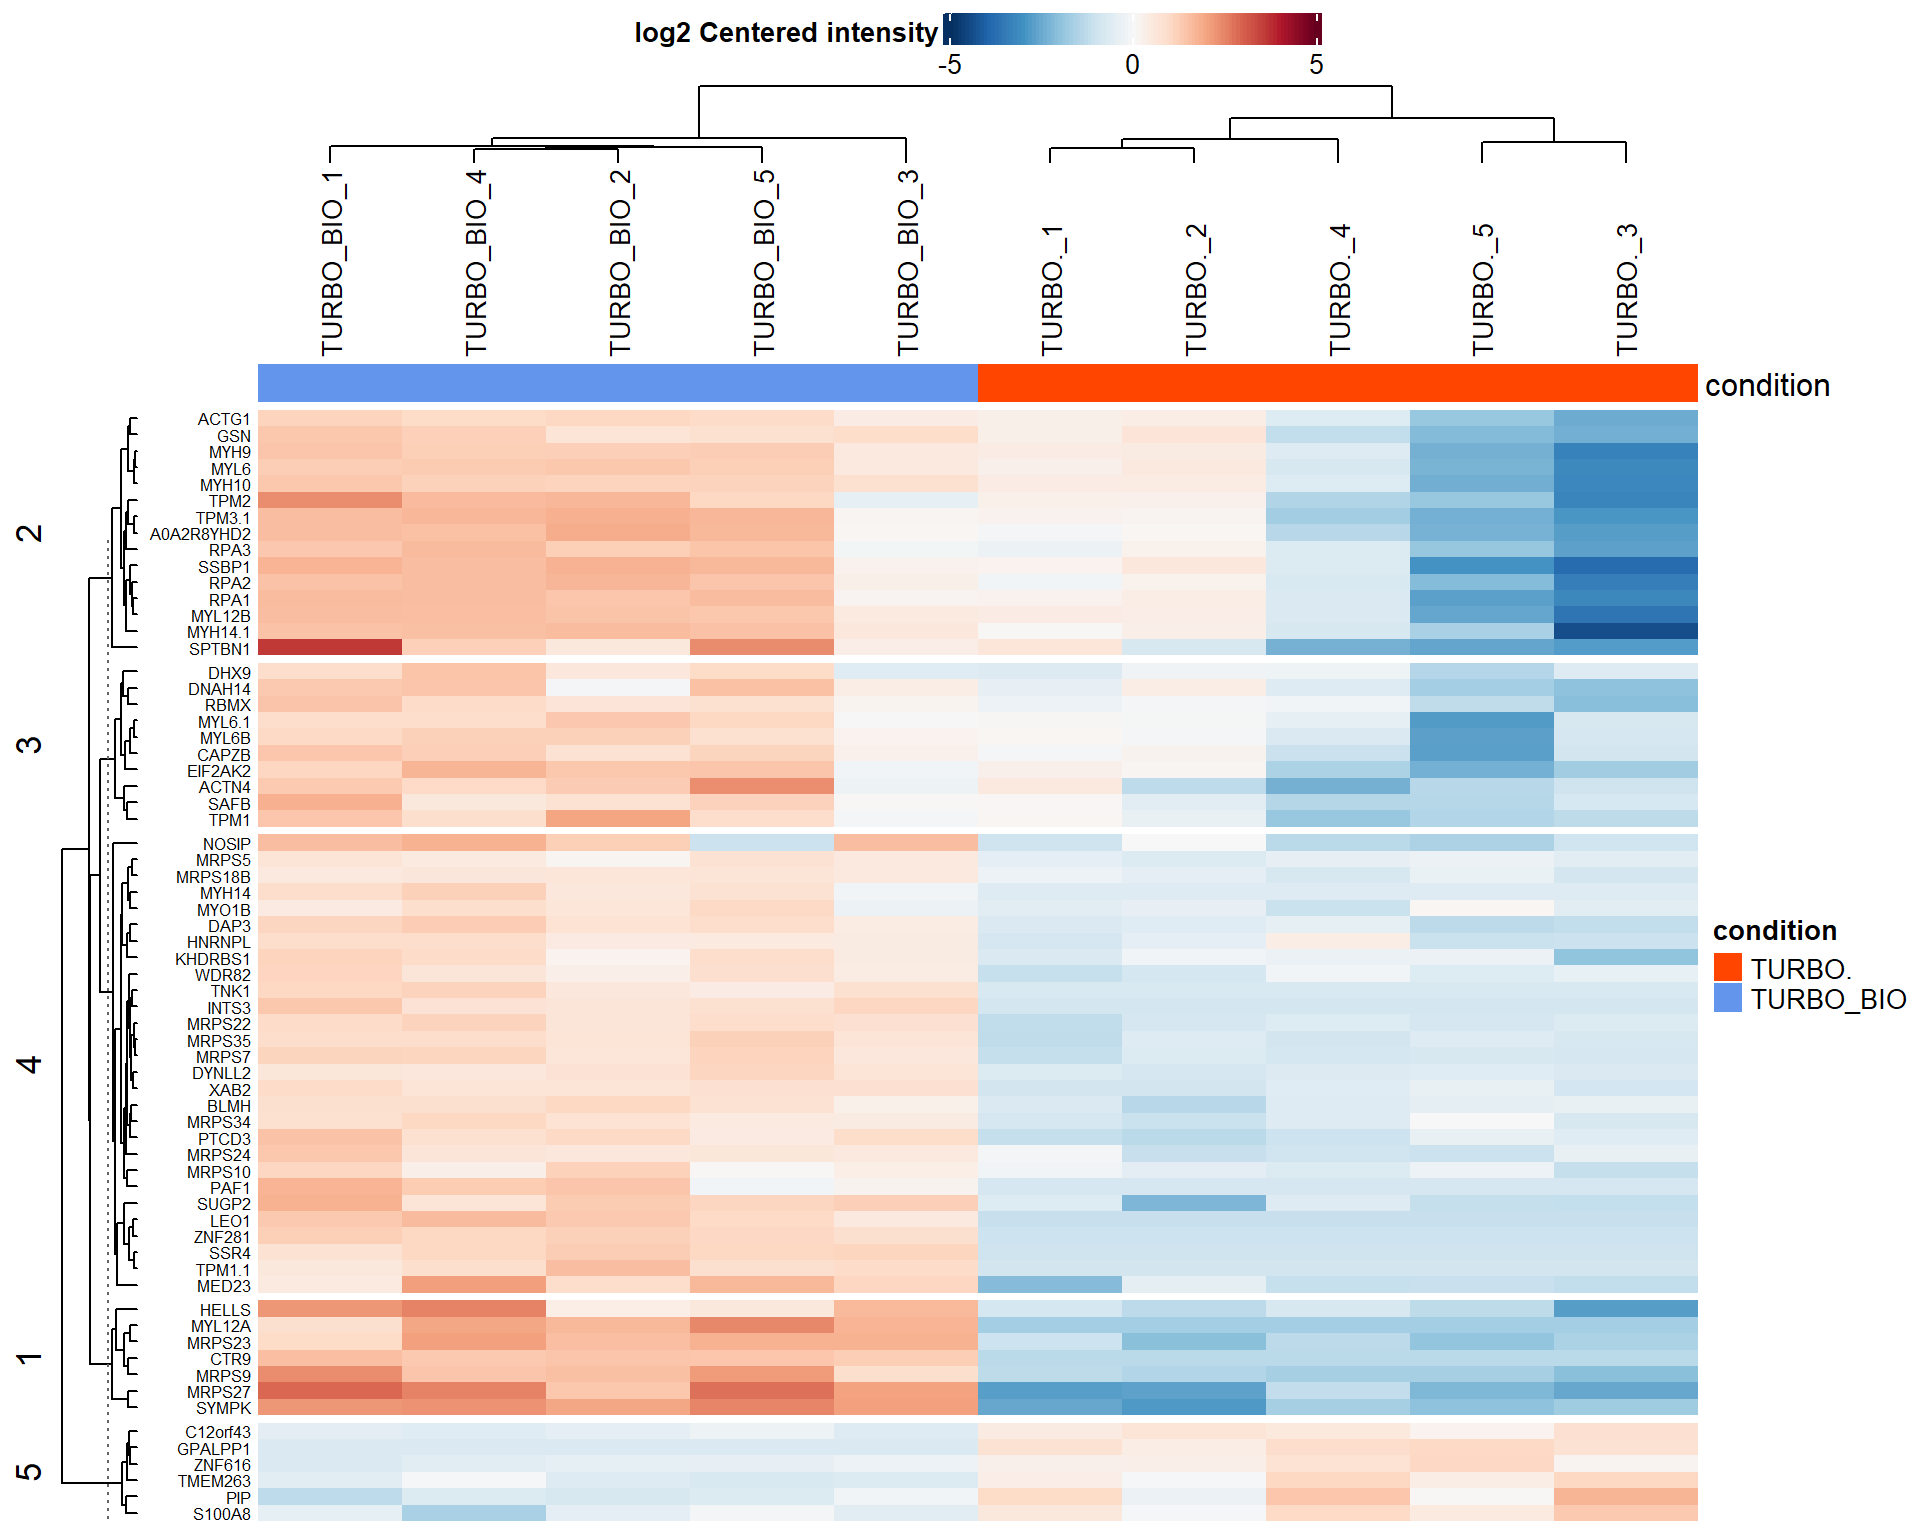 log2 Centered intensity
-5 0 5
TURBO_BIO_1
TURBO_BIO_4
TURBO_BIO_2
TURBO_BIO_5
TURBO_BIO_3
TURBO._1
TURBO._2
TURBO._4
TURBO._5
TURBO._3
condition
2
ACTG1
GSN
MYH9
MYL6
MYH10
TPM2
TPM3.1
A0A2R8YHD2
RPA3
SSBP1
RPA2
RPA1
MYL12B
MYH14.1
SPTBN1
3
DHX9
DNAH14
RBMX
MYL6.1
MYL6B
CAPZB
EIF2AK2
ACTN4
SAFB
TPM1
4
NOSIP
MRPS5
MRPS18B
MYH14
MYO1B
DAP3
HNRNPL
KHDRBS1
WDR82
TNK1
INTS3
MRPS22
MRPS35
MRPS7
DYNLL2
XAB2
BLMH
MRPS34
PTCD3
MRPS24
MRPS10
PAF1
SUGP2
LEO1
ZNF281
SSR4
TPM1.1
MED23
1
HELLS
MYL12A
MRPS23
CTR9
MRPS9
MRPS27
SYMPK
5
C12orf43
GPALPP1
ZNF616
TMEM263
PIP
S100A8
condition
TURBO.
TURBO_BIO